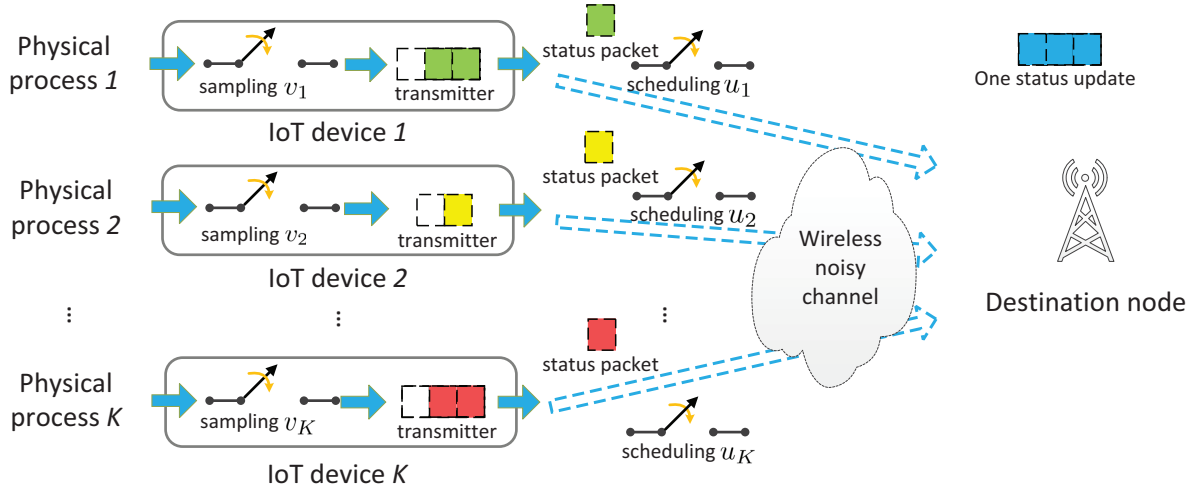 Physical
process 1
sampling v₁
transmitter
IoT device 1
status packet
scheduling u₁
One status update
Physical
process 2
sampling v₂
transmitter
IoT device 2
status packet
scheduling u₂
Wireless
noisy
channel
Destination node
⋮
⋮
⋮
Physical
process K
sampling v_K
transmitter
IoT device K
status packet
scheduling u_K